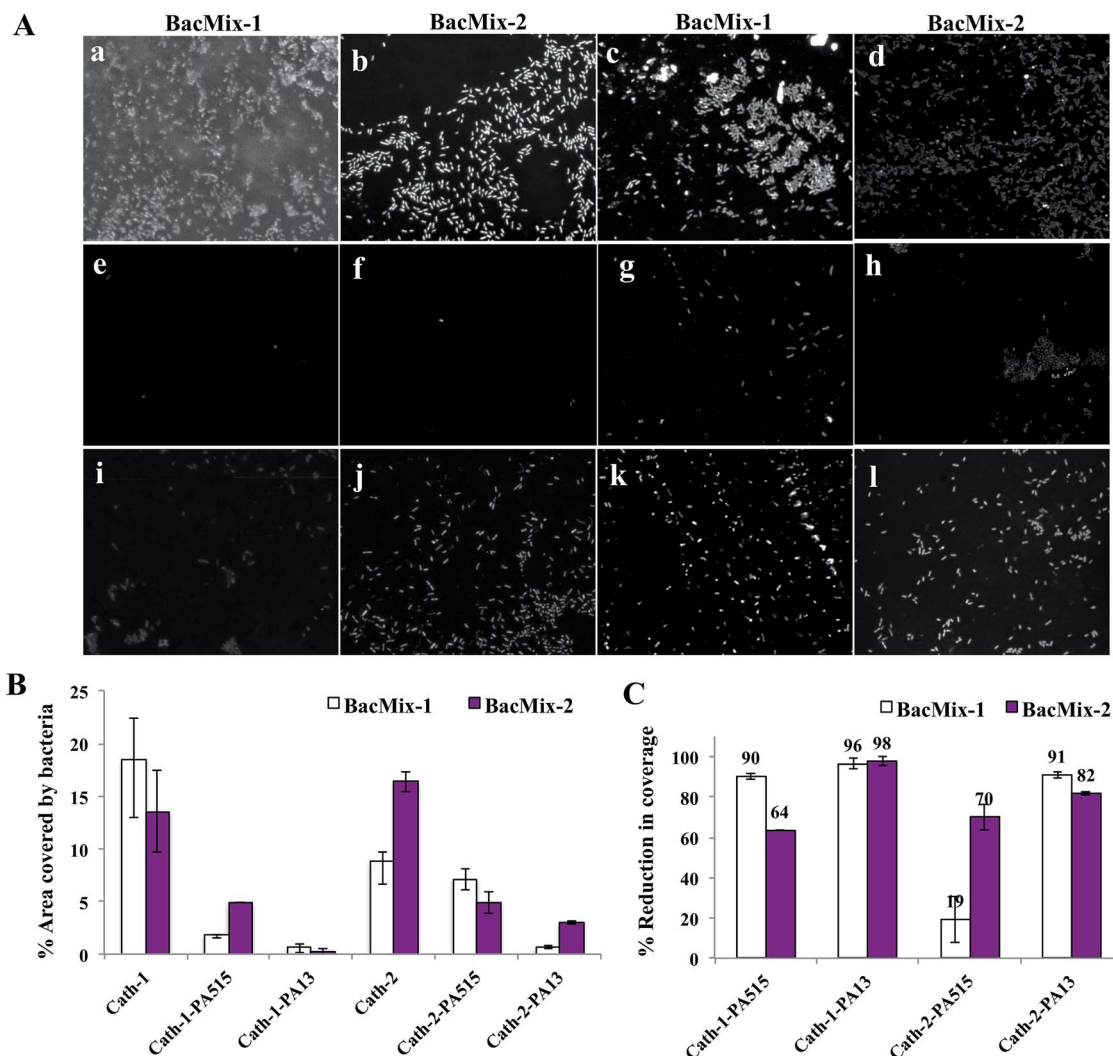 A
BacMix-1 BacMix-2 BacMix-1 BacMix-2
a b c d
e f g h
i j k l
B
BacMix-1 BacMix-2
% Area covered by bacteria
25
20
15
10
5
0
Cath-1 Cath-1-PA515 Cath-1-PA13 Cath-2 Cath-2-PA515 Cath-2-PA13
C
BacMix-1 BacMix-2
% Reduction in coverage
100
80
60
40
20
0
90 64 96 98 19 70 91 82
Cath-1-PA515 Cath-1-PA13 Cath-2-PA515 Cath-2-PA13